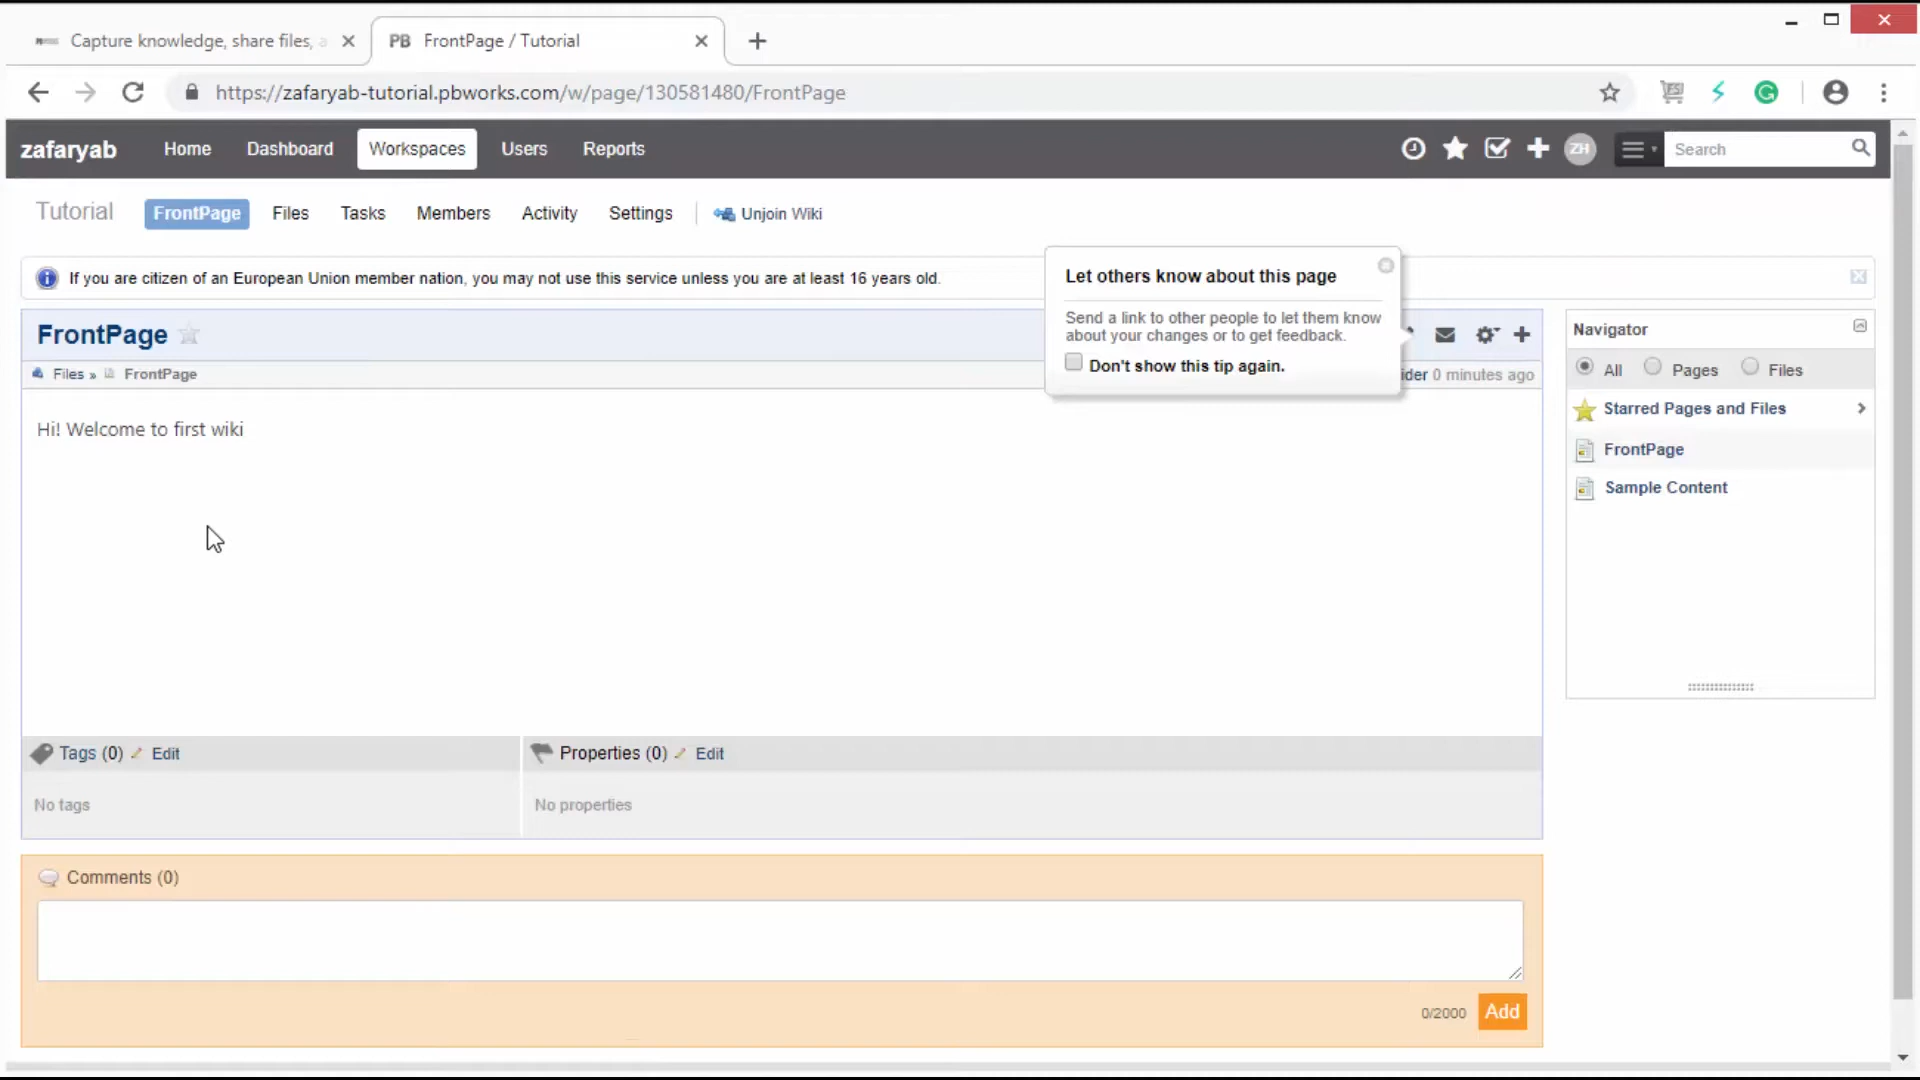 Capture knowledge, share files, a
PB FrontPage / Tutorial
https://zafaryab-tutorial.pbworks.com/w/page/130581480/FrontPage
zafaryab Home Dashboard Workspaces Users Reports ZH Search
Tutorial FrontPage Files Tasks Members Activity Settings Unjoin Wiki
If you are citizen of an European Union member nation, you may not use this service unless you are at least 16 years old.
Let others know about this page
Send a link to other people to let them know
about your changes or to get feedback.
Don't show this tip again.
FrontPage
Files » FrontPage
ider 0 minutes ago
Hi! Welcome to first wiki
Navigator
All Pages Files
Starred Pages and Files
FrontPage
Sample Content
Tags (0) Edit
Properties (0) Edit
No tags
No properties
Comments (0)
0/2000 Add